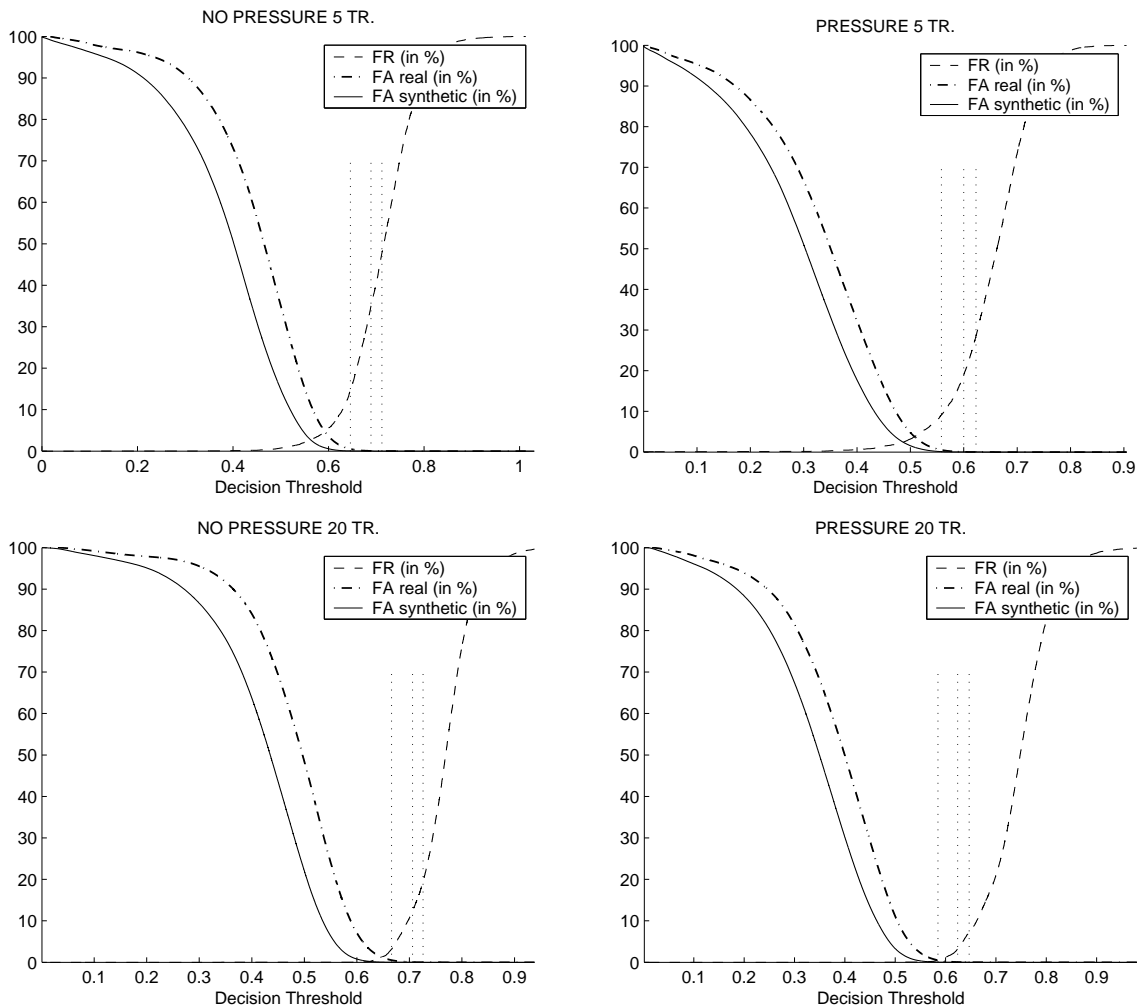 NO PRESSURE 5 TR.
100
90
80
70
60
50
40
30
20
10
0
FR (in %)
FA real (in %)
FA synthetic (in %)
0 0.2 0.4 0.6 0.8 1
Decision Threshold
PRESSURE 5 TR.
100
90
80
70
60
50
40
30
20
10
0
FR (in %)
FA real (in %)
FA synthetic (in %)
0.1 0.2 0.3 0.4 0.5 0.6 0.7 0.8 0.9
Decision Threshold
NO PRESSURE 20 TR.
100
90
80
70
60
50
40
30
20
10
0
FR (in %)
FA real (in %)
FA synthetic (in %)
0.1 0.2 0.3 0.4 0.5 0.6 0.7 0.8 0.9
Decision Threshold
PRESSURE 20 TR.
100
90
80
70
60
50
40
30
20
10
0
FR (in %)
FA real (in %)
FA synthetic (in %)
0.1 0.2 0.3 0.4 0.5 0.6 0.7 0.8 0.9
Decision Threshold